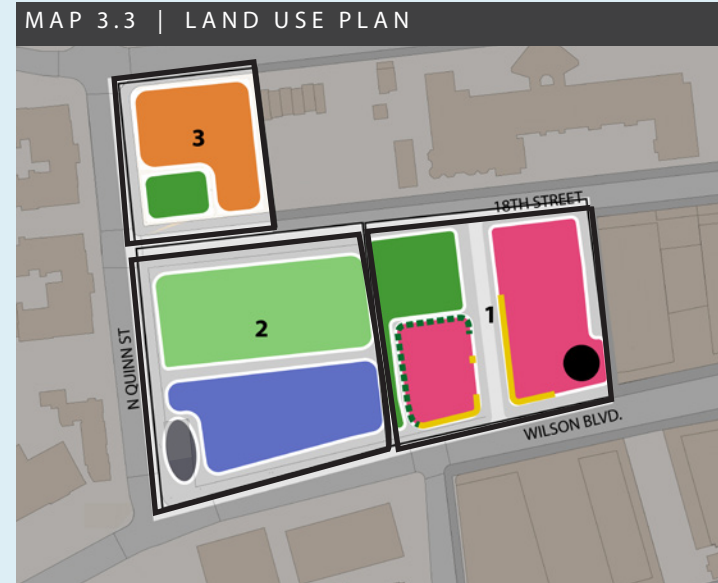 MAP 3.3 | LAND USE PLAN
3
18TH STREET
1
2
N QUINN ST
WILSON BLVD.